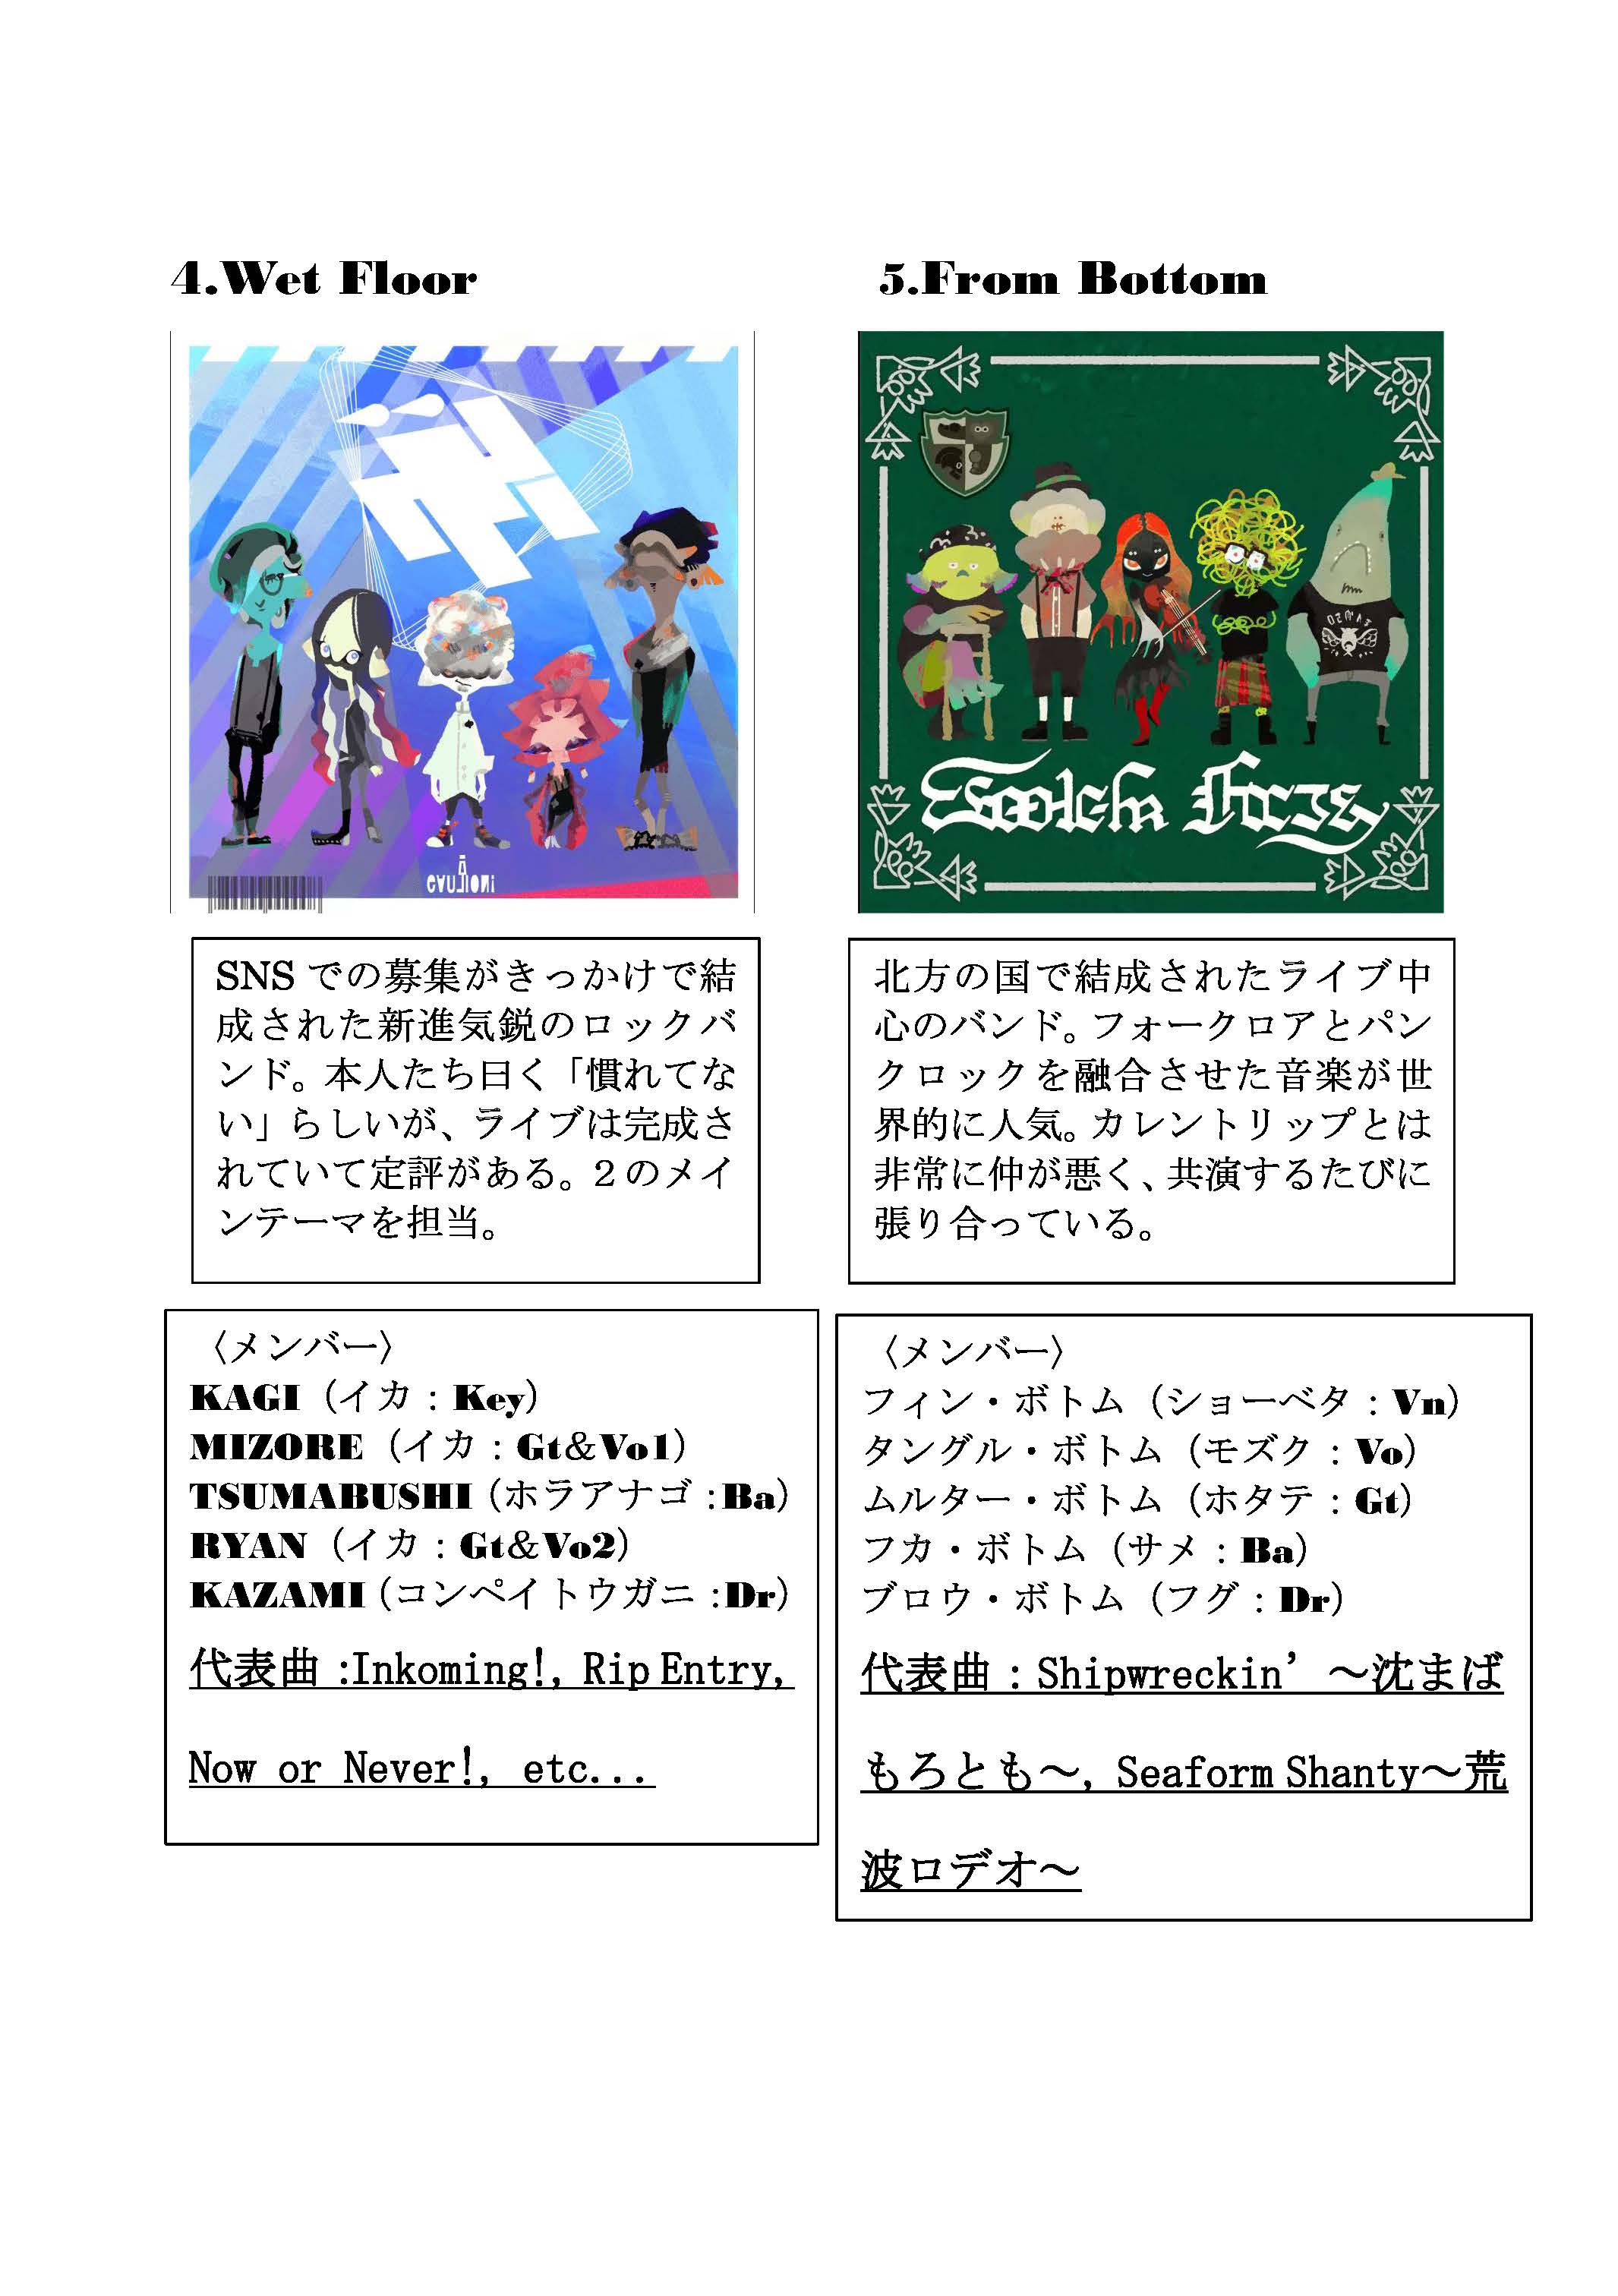 4.Wet Floor
SNSでの募集がきっかけで結
成された新進気鋭のロックバ
ンド。本人たち曰く「慣れてな
い」らしいが、ライブは完成さ
れていて定評がある。２のメイ
ンテーマを担当。
〈メンバー〉
KAGI（イカ：Key）
MIZORE（イカ：Gt&Vo1）
TSUMABUSHI（ホラアナゴ：Ba）
RYAN（イカ：Gt&Vo2）
KAZAMI（コンペイトウガニ：Dr）
代表曲:Inkoming!, Rip Entry,
Now or Never!, etc...
5.From Bottom
北方の国で結成されたライブ中
心のバンド。フォークロアとパン
クロックを融合させた音楽が世
界的に人気。カレントリップとは
非常に仲が悪く、共演するたびに
張り合っている。
〈メンバー〉
フィン・ボトム（ショーベタ：Vn）
タングル・ボトム（モズク：Vo）
ムルター・ボトム（ホタテ：Gt）
フカ・ボトム（サメ：Ba）
ブロウ・ボトム（フグ：Dr）
代表曲：Shipwreckin’～沈まば
もろとも～, Seaform Shanty～荒
波ロデオ～